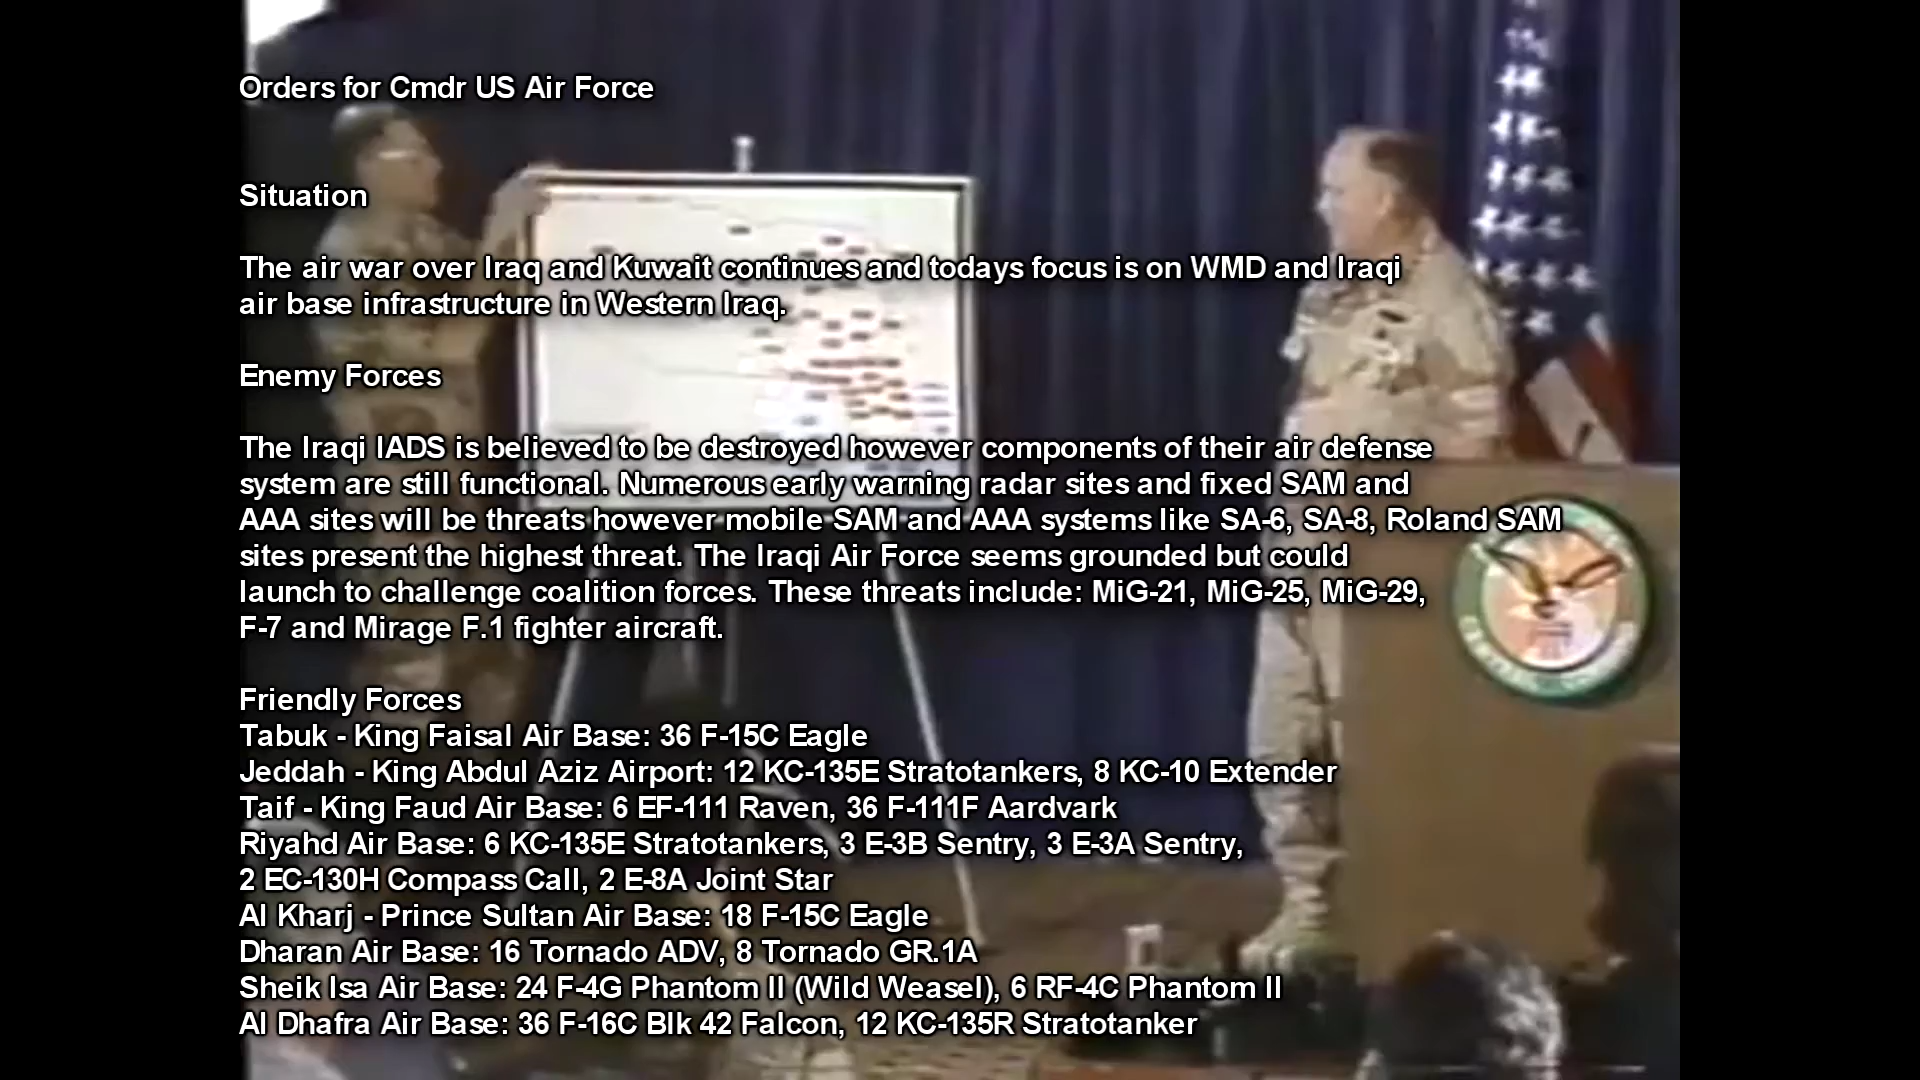 Orders for Cmdr US Air Force
Situation
The air war over Iraq and Kuwait continues and todays focus is on WMD and Iraqi
air base infrastructure in Western Iraq.
Enemy Forces
The Iraqi IADS is believed to be destroyed however components of their air defense
system are still functional. Numerous early warning radar sites and fixed SAM and
AAA sites will be threats however mobile SAM and AAA systems like SA-6, SA-8, Roland SAM
sites present the highest threat. The Iraqi Air Force seems grounded but could
launch to challenge coalition forces. These threats include: MiG-21, MiG-25, MiG-29,
F-7 and Mirage F.1 fighter aircraft.
Friendly Forces
Tabuk - King Faisal Air Base: 36 F-15C Eagle
Jeddah - King Abdul Aziz Airport: 12 KC-135E Stratotankers, 8 KC-10 Extender
Taif - King Faud Air Base: 6 EF-111 Raven, 36 F-111F Aardvark
Riyahd Air Base: 6 KC-135E Stratotankers, 3 E-3B Sentry, 3 E-3A Sentry,
2 EC-130H Compass Call, 2 E-8A Joint Star
Al Kharj - Prince Sultan Air Base: 18 F-15C Eagle
Dharan Air Base: 16 Tornado ADV, 8 Tornado GR.1A
Sheik Isa Air Base: 24 F-4G Phantom II (Wild Weasel), 6 RF-4C Phantom II
Al Dhafra Air Base: 36 F-16C Blk 42 Falcon, 12 KC-135R Stratotanker